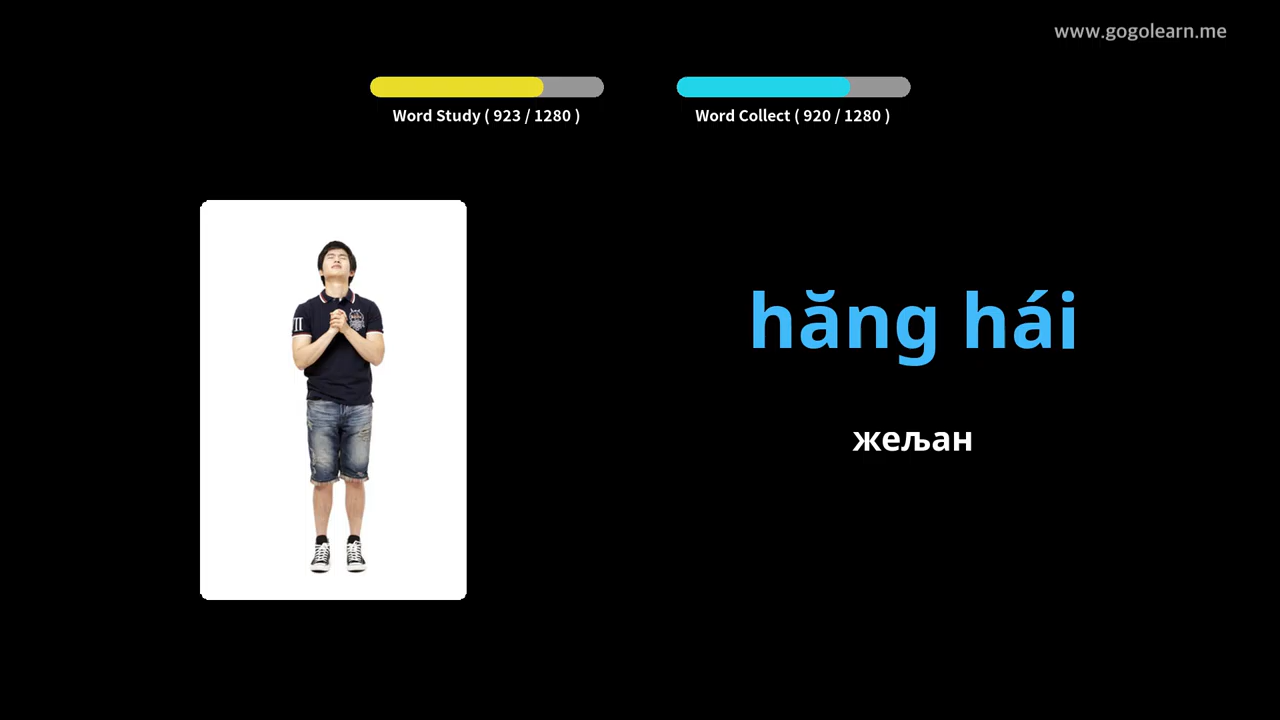 www.gogolearn.me
Word Study ( 923 / 1280 )
Word Collect ( 920 / 1280 )
hăng hái
жељан